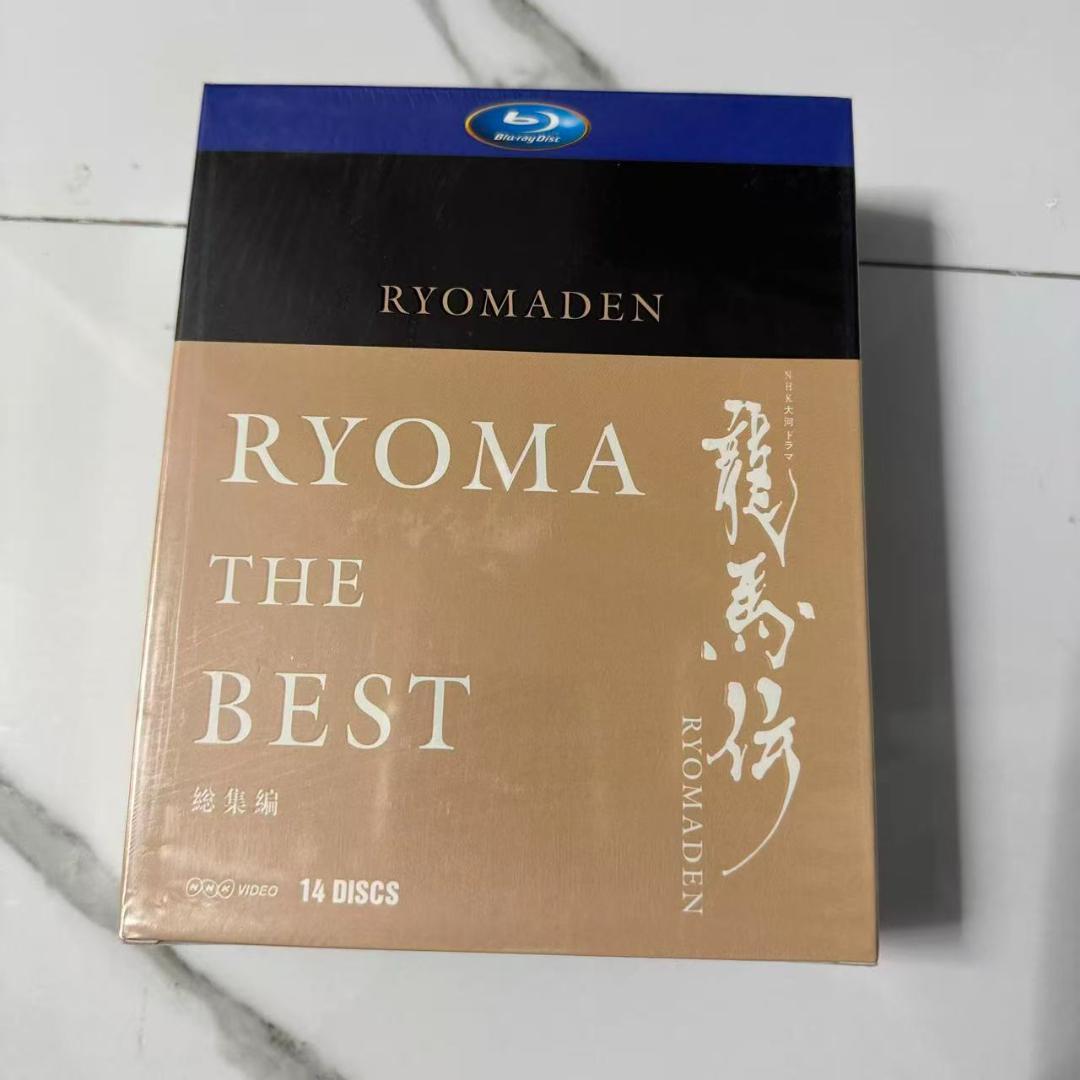 Blu-ray Disc
RYOMADEN
RYOMA
THE
BEST
総集編
NHK VIDEO
14 DISCS
NHK大河ドラマ
龍馬伝
RYOMADEN